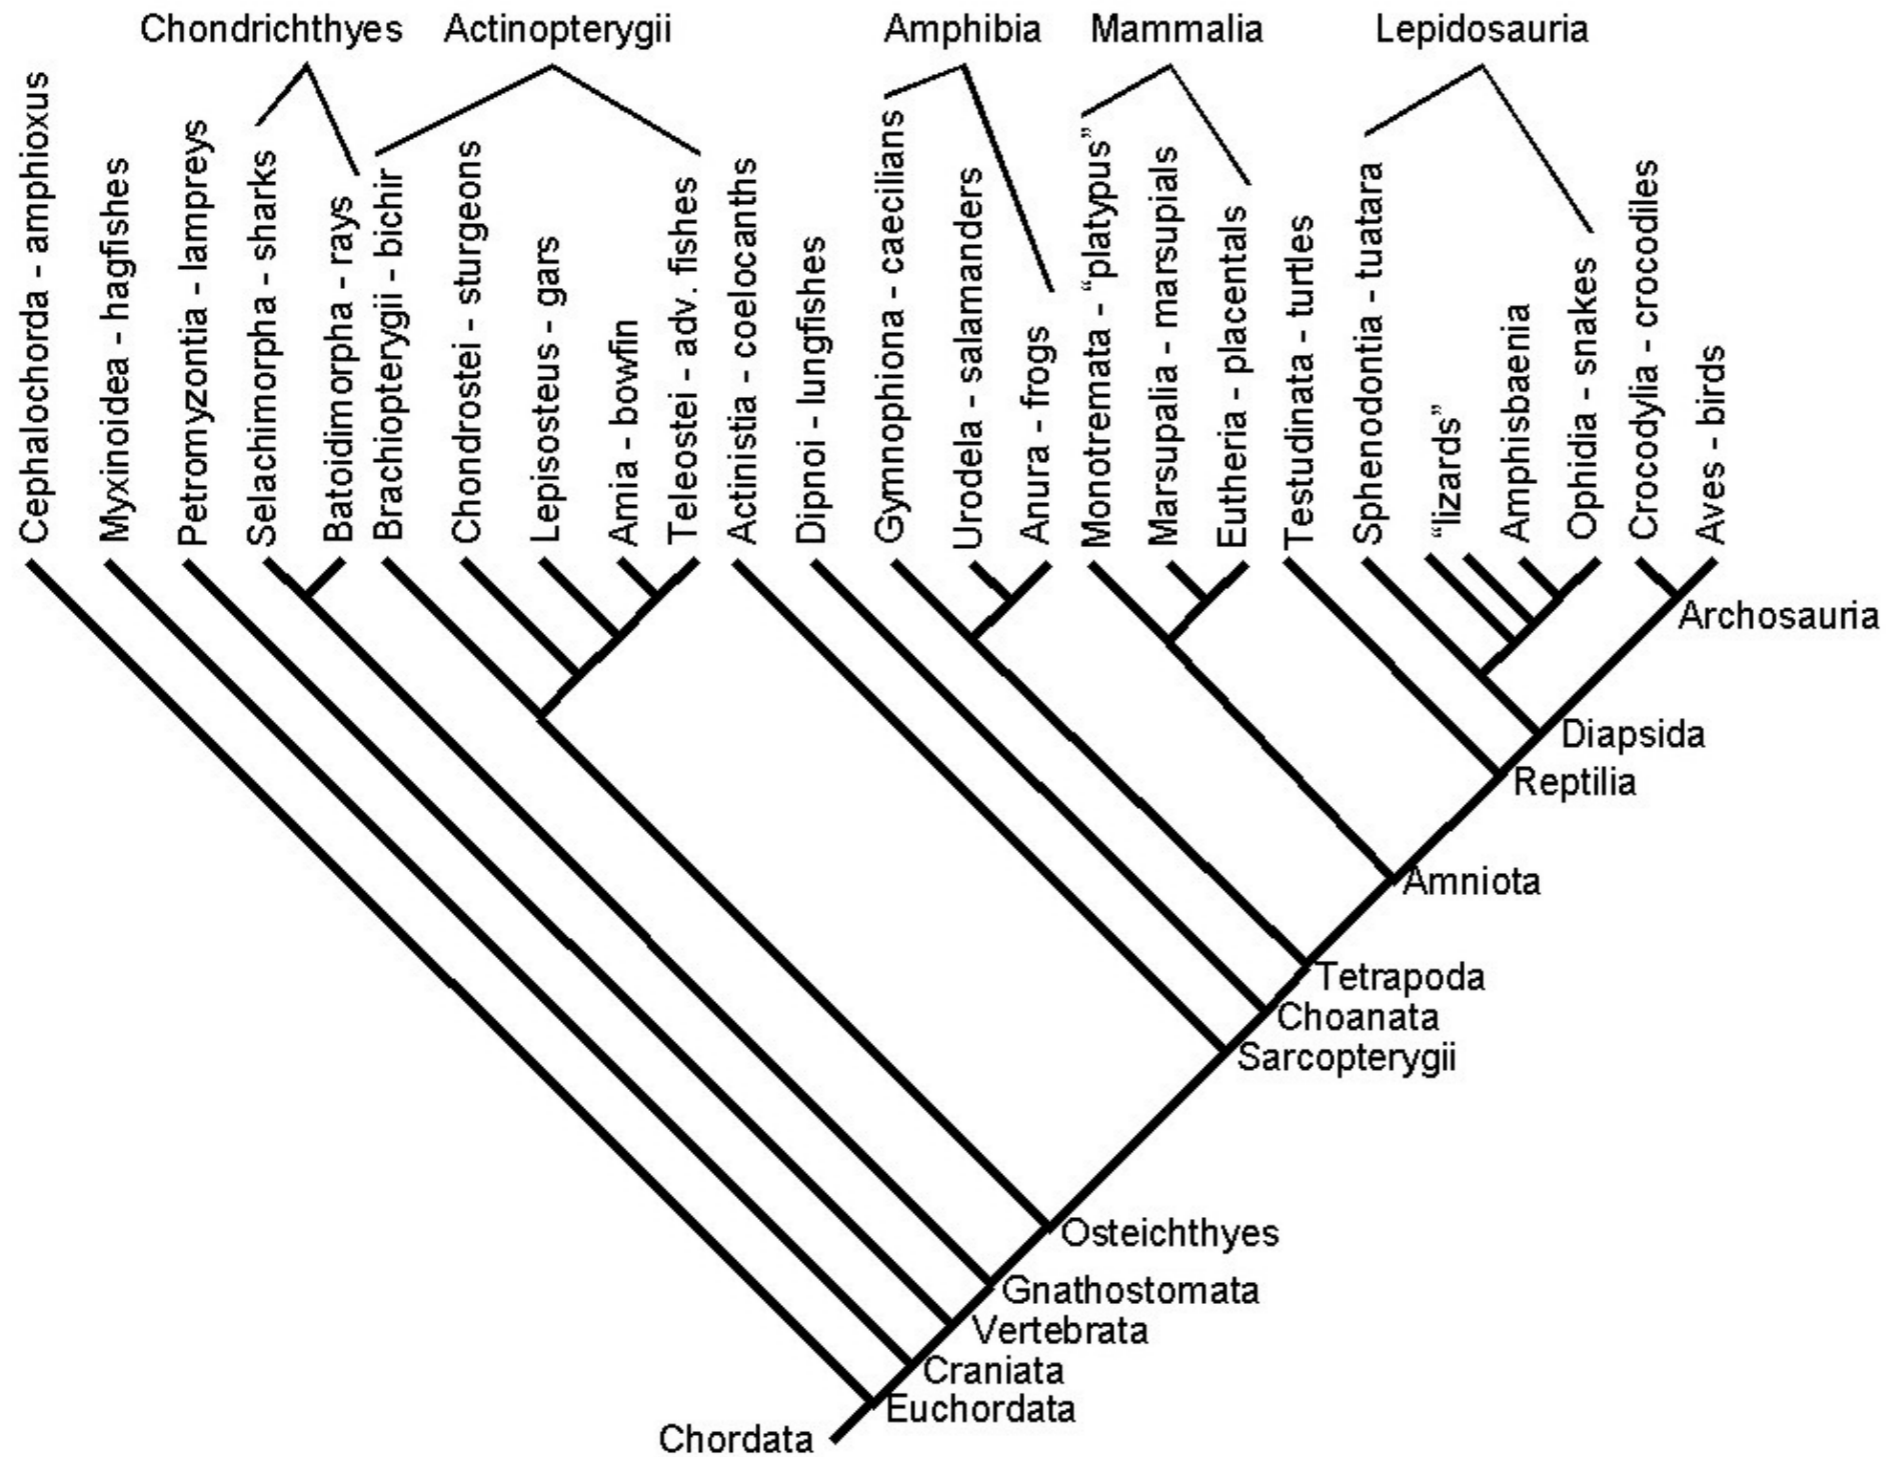 Chondrichthyes
Actinopterygii
Amphibia
Mammalia
Lepidosauria
Cephalochorda - amphioxus
Myxinoidea - hagfishes
Petromyzontia - lampreys
Selachimorpha - sharks
Batoidimorpha - rays
Brachiopterygii - bichir
Chondrostei - sturgeons
Lepisosteus - gars
Amia - bowfin
Teleostei - adv. fishes
Actinistia - coelocanths
Dipnoi - lungfishes
Gymnophiona - caecilians
Urodela - salamanders
Anura - frogs
Monotremata - “platypus”
Marsupalia - marsupials
Eutheria - placentals
Testudinata - turtles
Sphenodontia - tuatara
“lizards”
Amphisbaenia
Ophidia - snakes
Crocodylia - crocodiles
Aves - birds
Archosauria
Diapsida
Reptilia
Amniota
Tetrapoda
Choanata
Sarcopterygii
Osteichthyes
Gnathostomata
Vertebrata
Craniata
Euchordata
Chordata